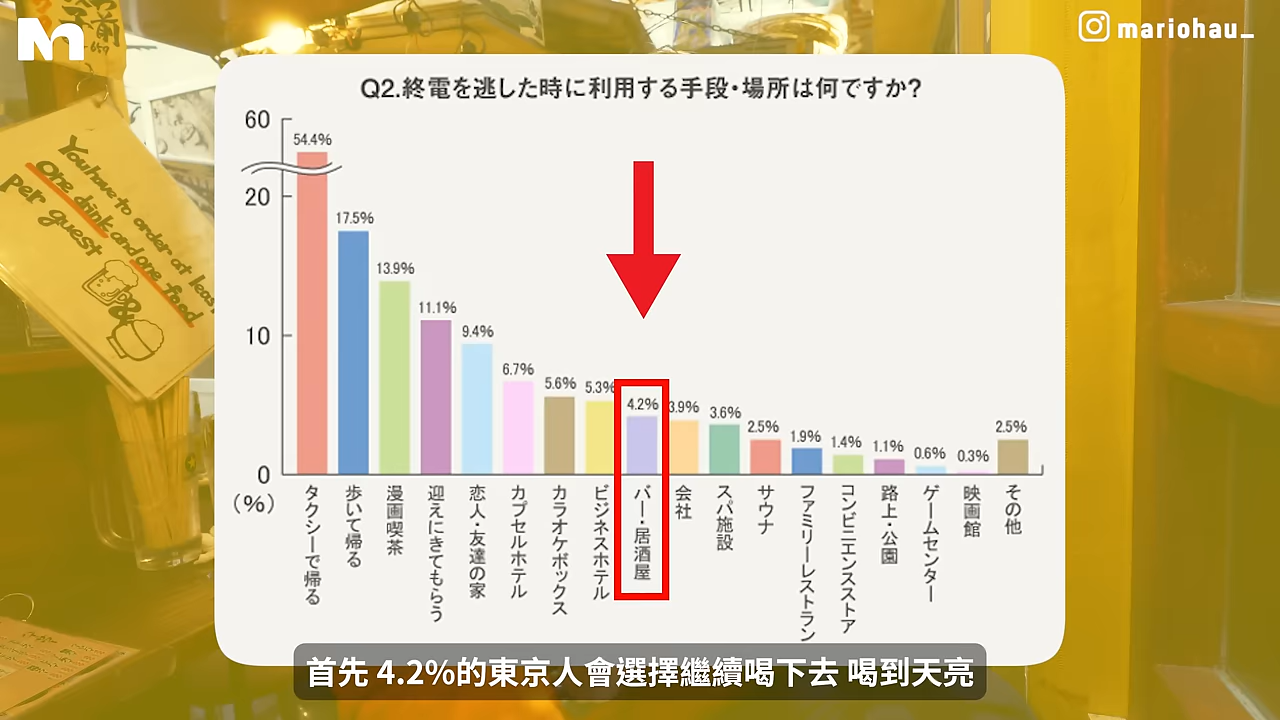 mariohau_
Q2.終電を逃した時に利用する手段・場所は何ですか?
60
20
10
0
(%)
54.4%
17.5%
13.9%
11.1%
9.4%
6.7%
5.6%
5.3%
4.2%
3.9%
3.6%
2.5%
1.9%
1.4%
1.1%
0.6%
0.3%
2.5%
タクシーで帰る
歩いて帰る
漫画喫茶
迎えにきてもらう
恋人・友達の家
カプセルホテル
カラオケボックス
ビジネスホテル
バー・居酒屋
会社
スパ施設
サウナ
ファミリーレストラン
コンビニエンスストア
路上・公園
ゲームセンター
映画館
その他
You have to order at least
One drink and one food
per guest
首先 4.2%的東京人會選擇繼續喝下去 喝到天亮